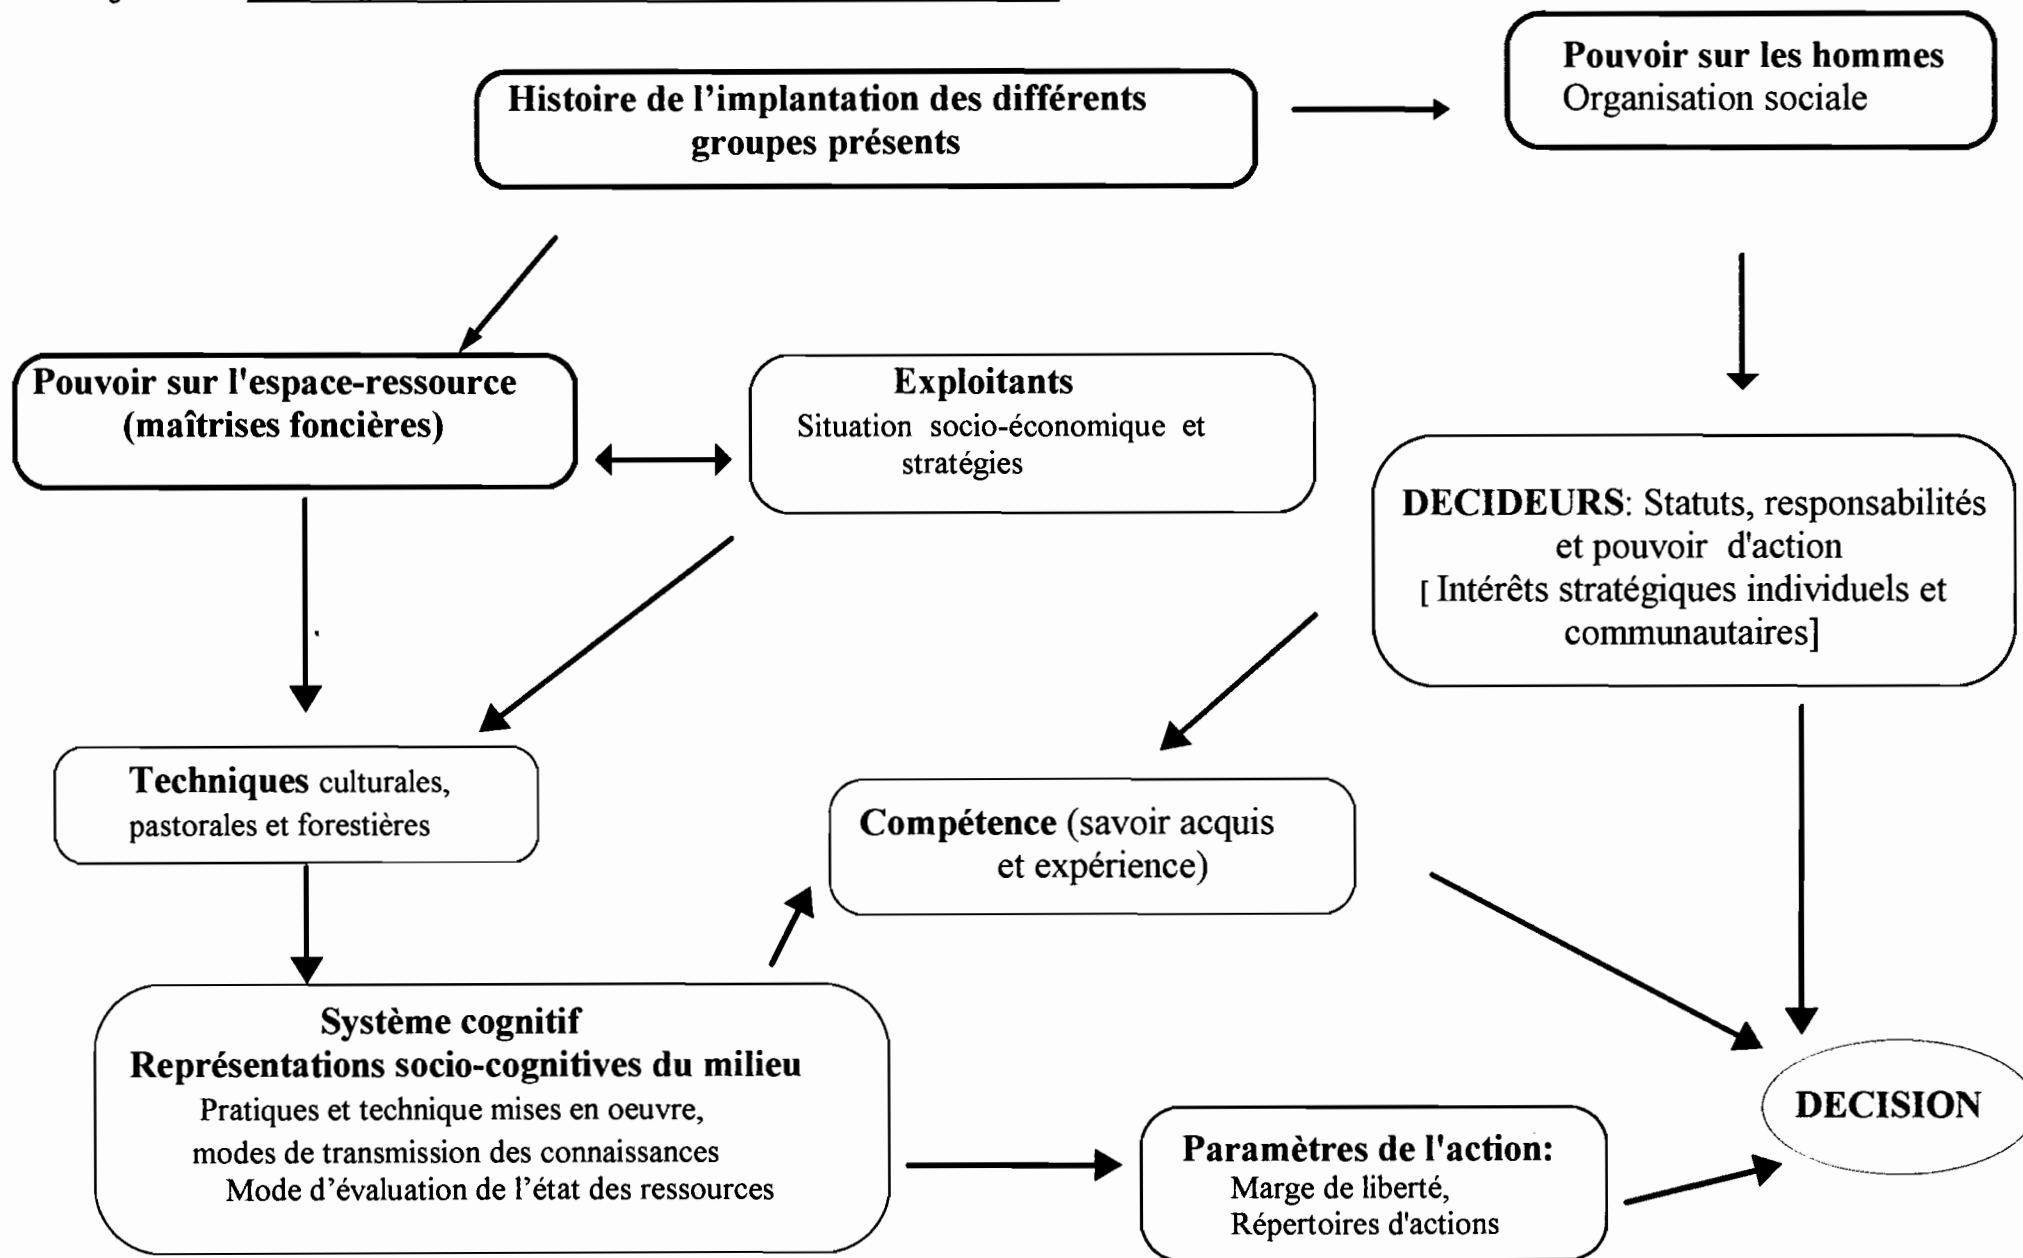 Pouvoir sur les hommes
Organisation sociale
Histoire de l’implantation des différents
groupes présents
Pouvoir sur l'espace-ressource
(maîtrises foncières)
Exploitants
Situation socio-économique et
stratégies
DECIDEURS: Statuts, responsabilités
et pouvoir d'action
[ Intérêts stratégiques individuels et
communautaires]
Techniques culturales,
pastorales et forestières
Compétence (savoir acquis
et expérience)
Système cognitif
Représentations socio-cognitives du milieu
Pratiques et technique mises en oeuvre,
modes de transmission des connaissances
Mode d’évaluation de l’état des ressources
Paramètres de l'action:
Marge de liberté,
Répertoires d'actions
DECISION